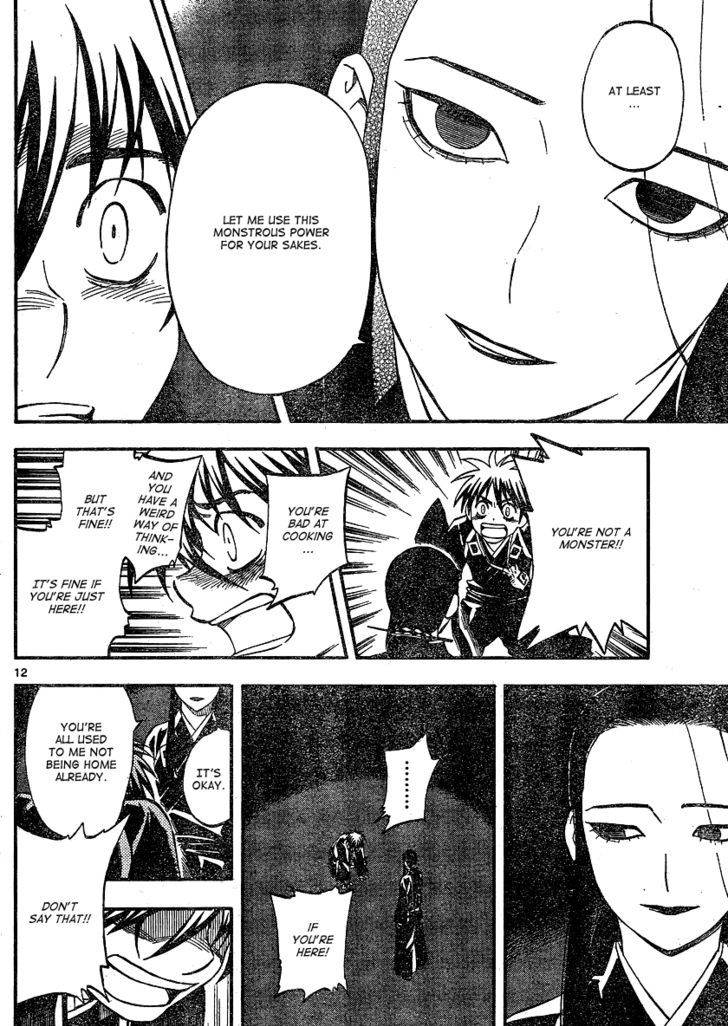 AT LEAST
...
LET ME USE THIS
MONSTROUS POWER
FOR YOUR SAKES.
YOU'RE NOT A
MONSTER!!
YOU'RE
BAD AT
COOKING
...
AND
YOU
HAVE A
WEIRD
WAY OF
THINK-
ING...
BUT
THAT'S
FINE!!
IT'S FINE IF
YOU'RE JUST
HERE!!
12
.........
IF
YOU'RE
HERE!
IT'S
OKAY.
YOU'RE
ALL USED
TO ME NOT
BEING HOME
ALREADY.
DON'T
SAY THAT!!